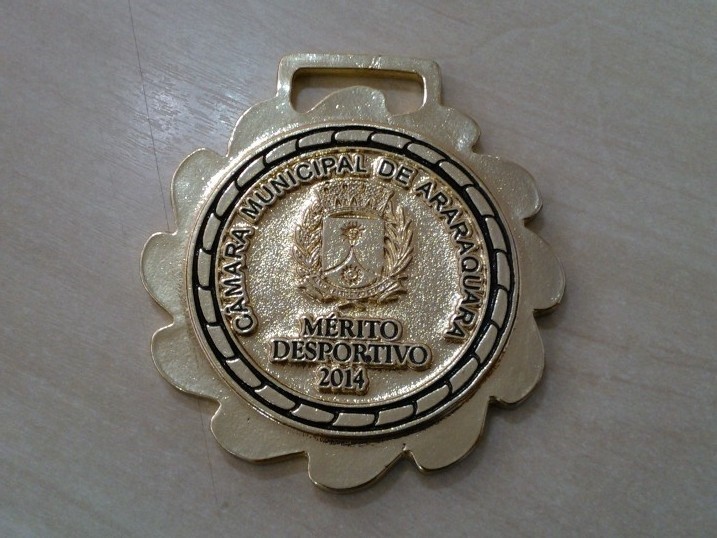 CÂMARA MUNICIPAL DE ARARAQUARA
MÉRITO
DESPORTIVO
2014